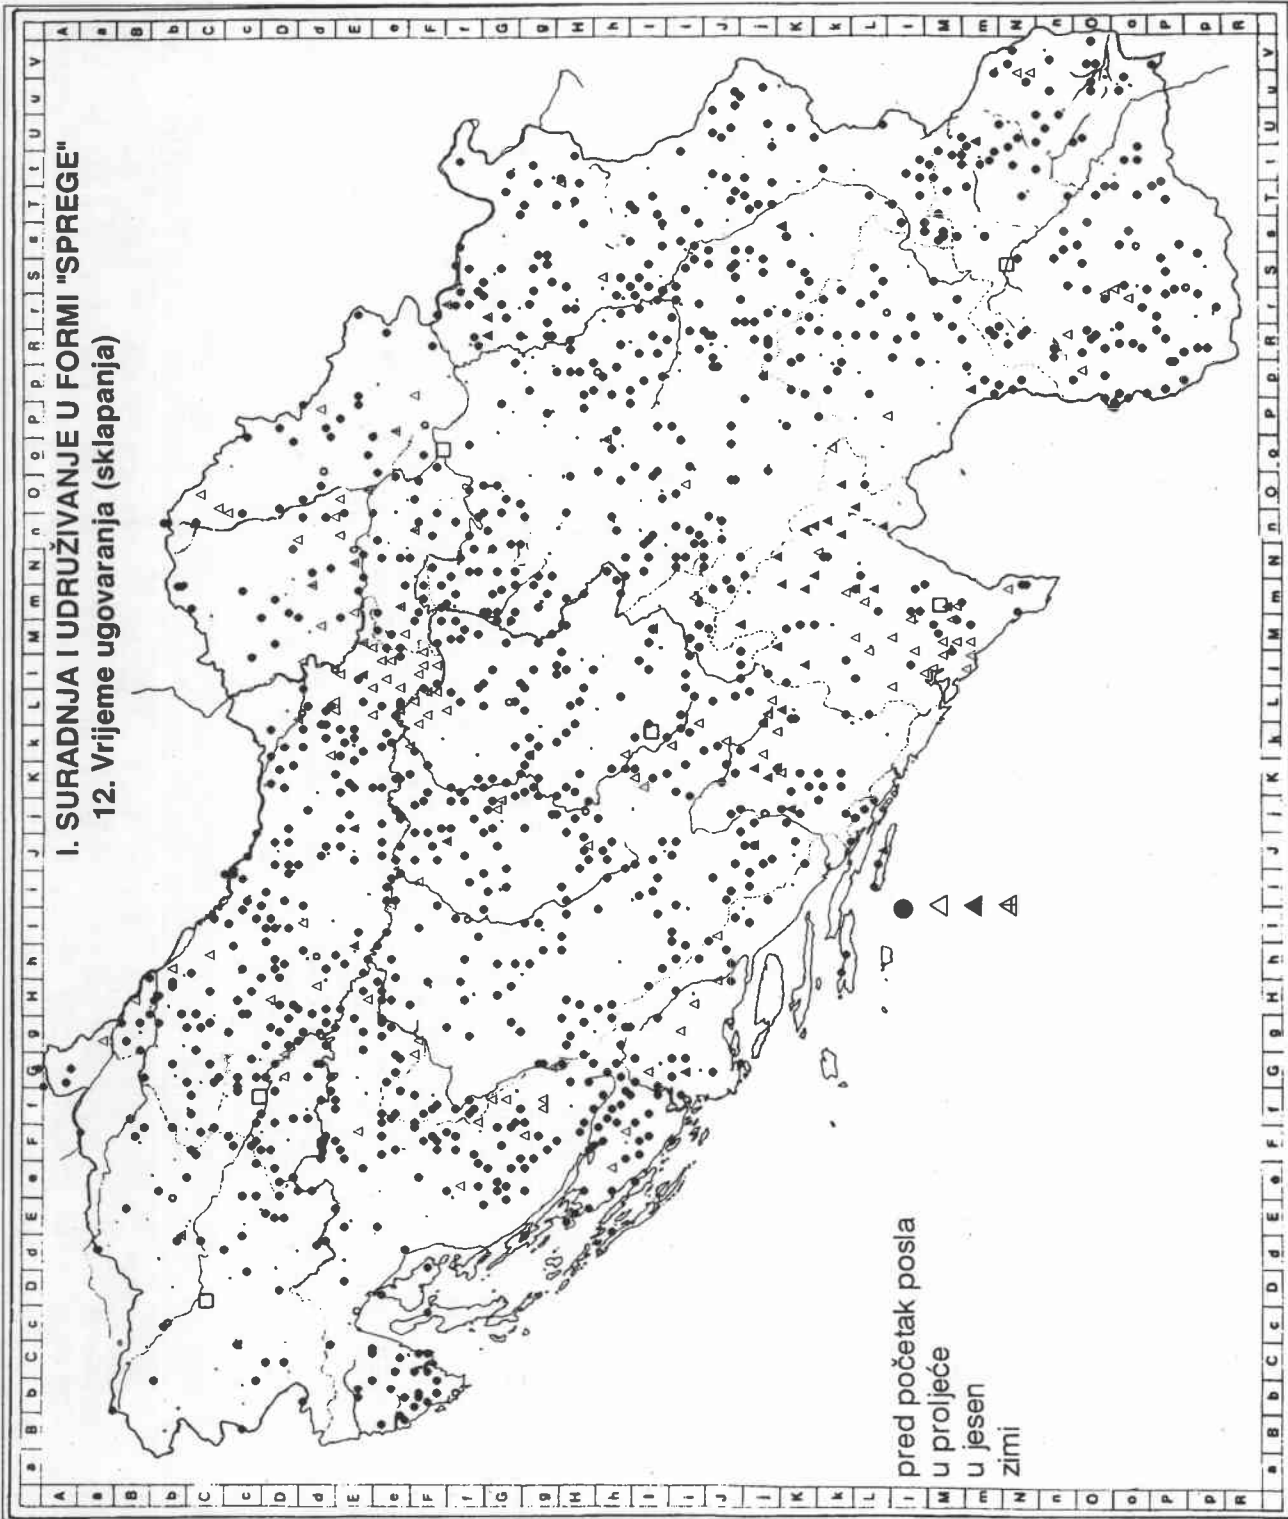 I. SURADNJA I UDRUŽIVANJE U FORMI "SPREGE"
12. Vrijeme ugovaranja (sklapanja)
pred početak posla
u proljeće
u jesen
zimi
a B b C c D d E e F f G g H h i J j K k L l M m N n O o P p R r S s T t U u V v
A a B b C c D d E e F f G g H h I i J j K k L l M m N n O o P p R
A a B b C c D d E e F f G g H h I i J j K k L l M m N n O o P p R
a B b C c D d E e F f G g H h i J j K k L l M m N n O o P p R r S s T t U u V v